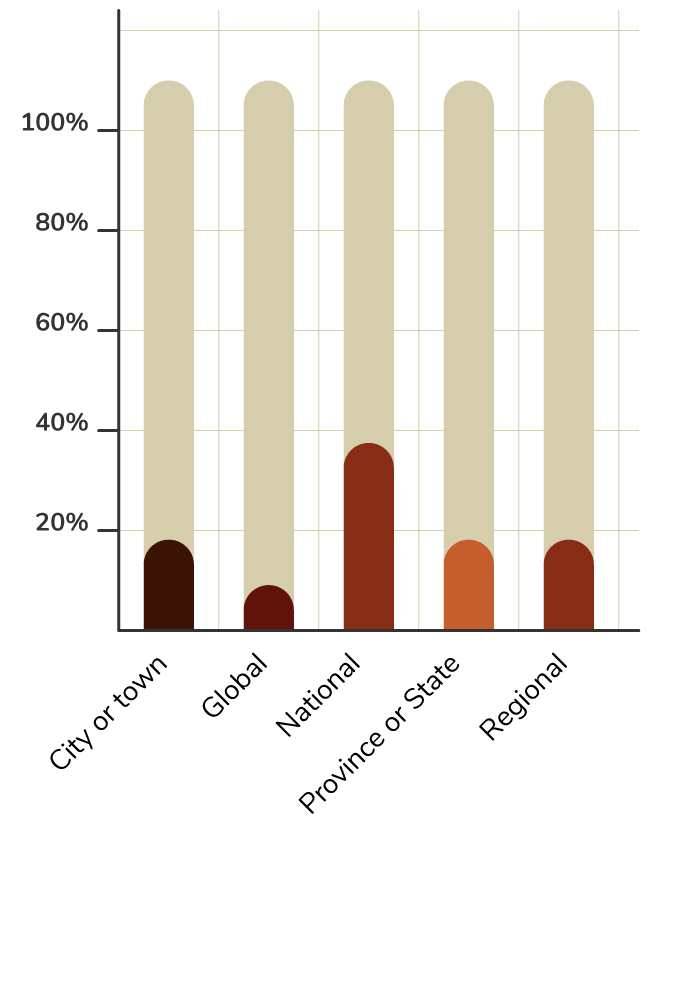 100%
80%
60%
40%
20%
City or town
Global
National
Province or State
Regional